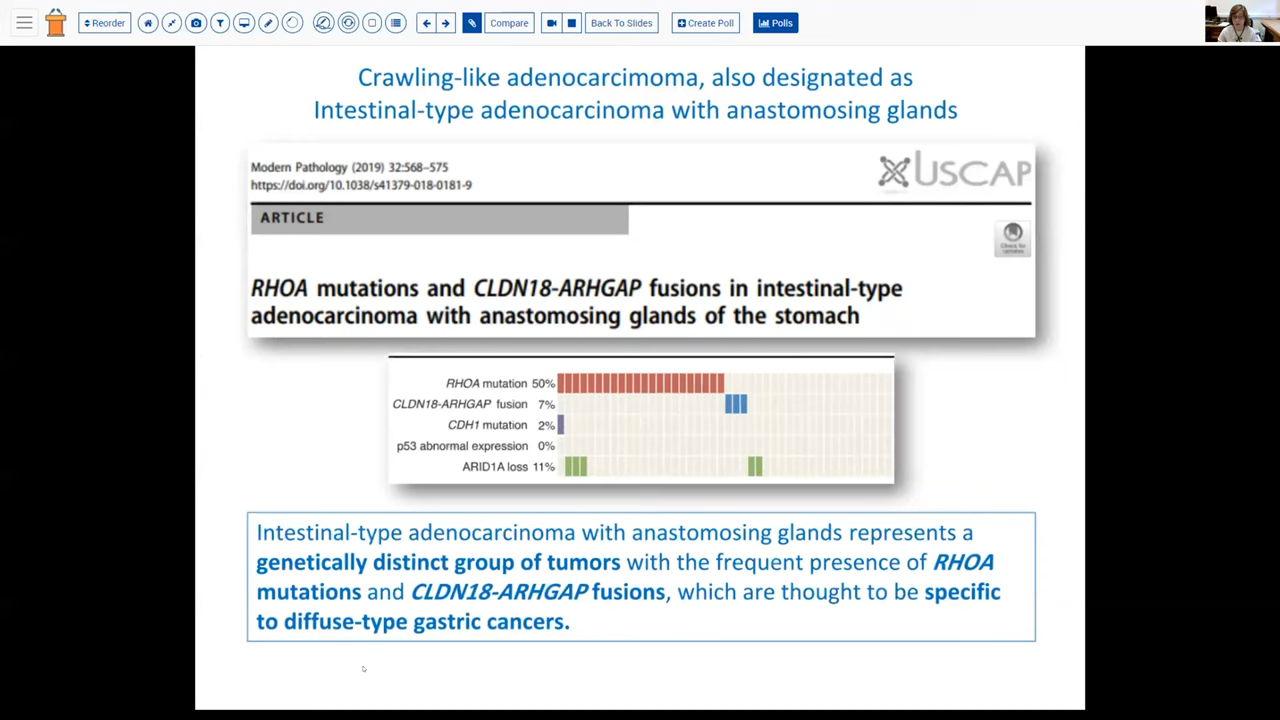 Reorder
Compare
Back To Slides
Create Poll
Polls
Crawling-like adenocarcimoma, also designated as
Intestinal-type adenocarcinoma with anastomosing glands
Modern Pathology (2019) 32:568–575
https://doi.org/10.1038/s41379-018-0181-9
USCAP
ARTICLE
Check for
updates
RHOA mutations and CLDN18-ARHGAP fusions in intestinal-type
adenocarcinoma with anastomosing glands of the stomach
RHOA mutation 50%
CLDN18-ARHGAP fusion 7%
CDH1 mutation 2%
p53 abnormal expression 0%
ARID1A loss 11%
Intestinal-type adenocarcinoma with anastomosing glands represents a
genetically distinct group of tumors with the frequent presence of RHOA
mutations and CLDN18-ARHGAP fusions, which are thought to be specific
to diffuse-type gastric cancers.